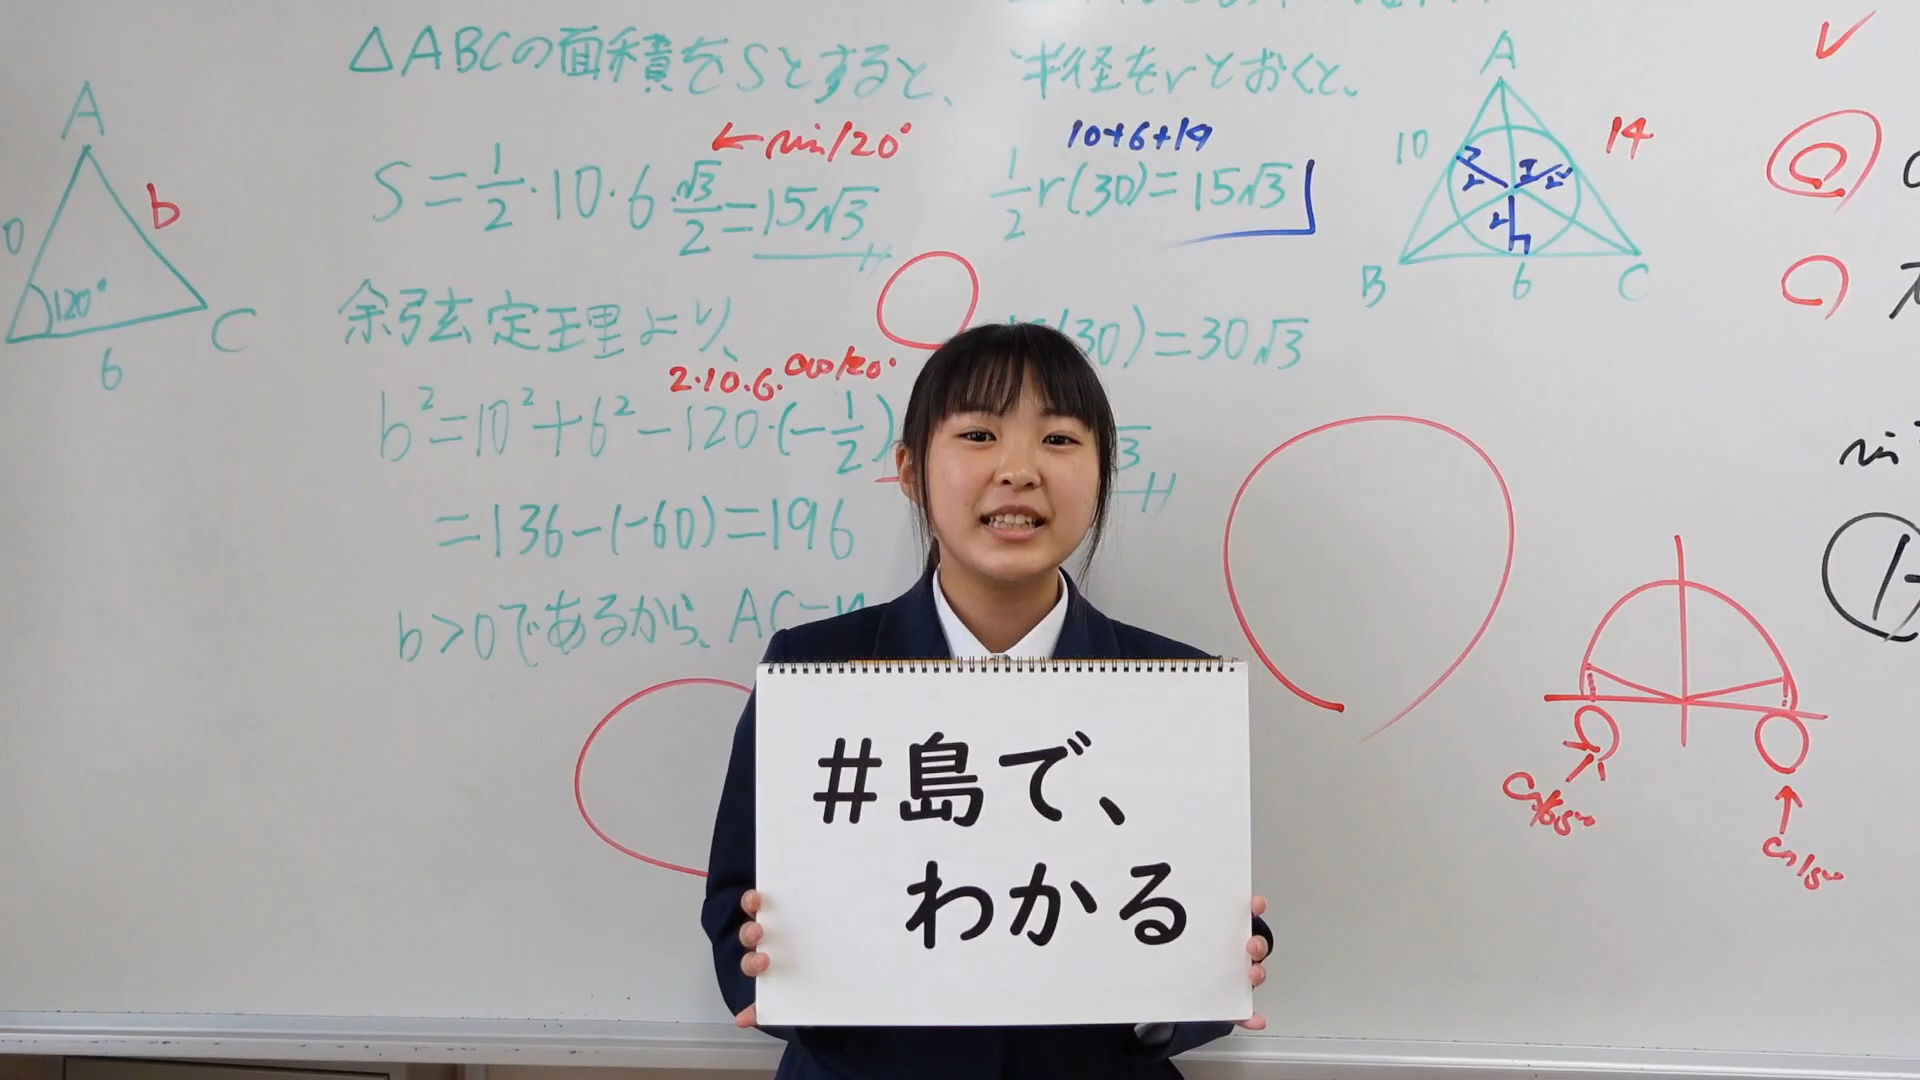 △ABCの面積をSとすると、
S=1/2・10・6 √3/2=15√3
←sin120°
余弦定理より、
2・10・6・cos120°
b²=10²+6²-120・(-1/2)
=136-(-60)=196
b>0であるから、AC=
A
b
120°
C
6
半径をrとおくと、
10+6+14
1/2r(30)=15√3
30)=30√3
A
10
14
B
6
C
sin
#島で、
わかる